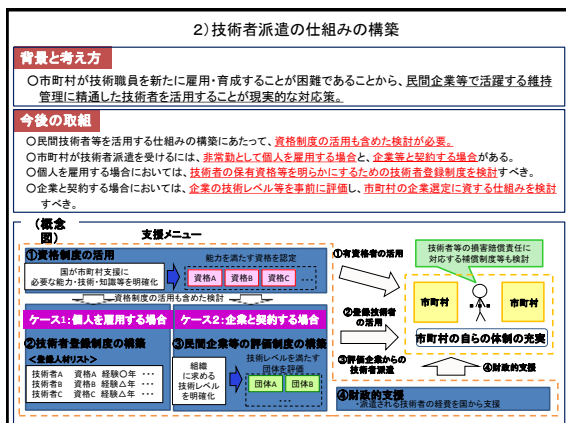 ２）技術者派遣の仕組みの構築
背景と考え方
○市町村が技術職員を新たに雇用・育成することが困難であることから、民間企業等で活躍する維持
管理に精通した技術者を活用することが現実的な対応策。
今後の取組
○民間技術者等を活用する仕組みの構築にあたって、資格制度の活用も含めた検討が必要。
○市町村が技術者派遣を受けるには、非常勤として個人を雇用する場合と、企業等と契約する場合がある。
○個人を雇用する場合においては、技術者の保有資格等を明らかにするための技術者登録制度を検討すべき。
○企業と契約する場合においては、企業の技術レベル等を事前に評価し、市町村の企業選定に資する仕組みを検討
すべき。
（概念
図）
支援メニュー
①資格制度の活用
国が市町村支援に
必要な能力・技術・知識等を明確化
能力を満たす資格を認定
資格A 資格B 資格C ・・・
資格制度の活用も含めた検討
ケース1：個人を雇用する場合
②技術者登録制度の構築
＜登録人材リスト＞
技術者A 資格A 経験○年 ・・・
技術者B 資格B 経験△年 ・・・
技術者C 資格C 経験△年 ・・・
ケース2：企業と契約する場合
③民間企業等の評価制度の構築
組織
に求める
技術レベル
を明確化
技術レベルを満たす
団体を評価
団体A 団体B
・・・
①有資格者の活用
②登録技術者
の活用
③評価企業からの
技術者派遣
技術者等の損害賠償責任に
対応する補償制度等も検討
市町村
市町村
市町村の自らの体制の充実
④財政的支援
④財政的支援
・派遣される技術者の経費を国から支援